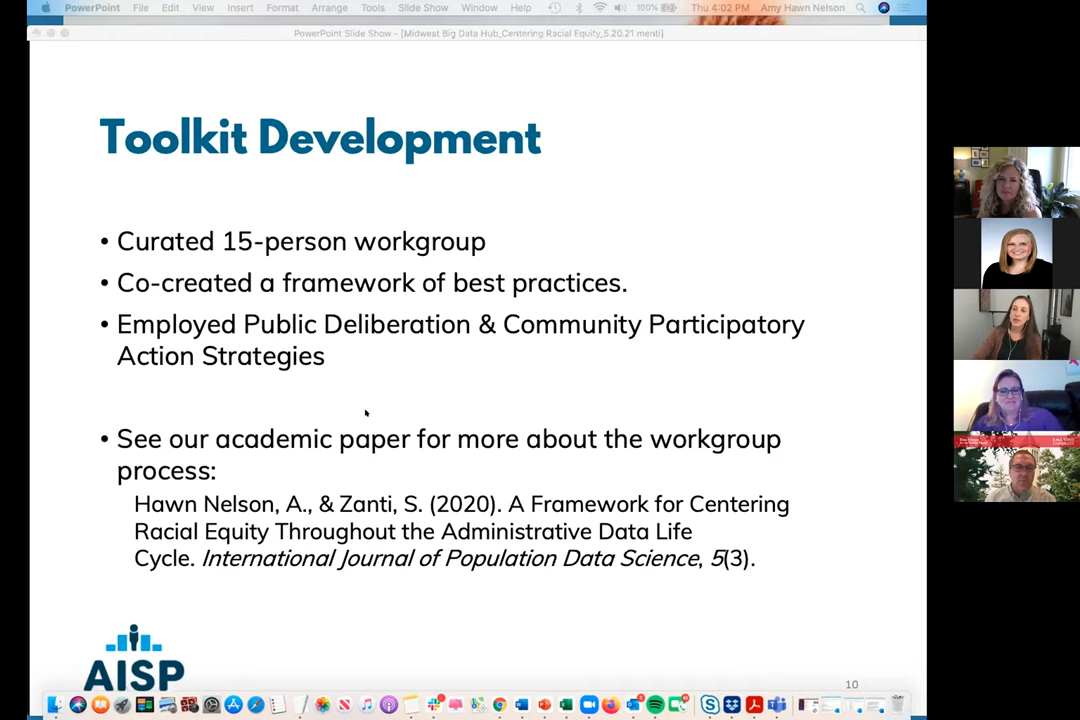 PowerPoint File Edit View Insert Format Arrange Tools Slide Show Window Help 100% Thu 4:02 PM Amy Hawn Nelson
PowerPoint Slide Show - [Midwest Big Data Hub_Centering Racial Equity_5.20.21 menti]
Toolkit Development
• Curated 15-person workgroup
• Co-created a framework of best practices.
• Employed Public Deliberation & Community Participatory
Action Strategies
• See our academic paper for more about the workgroup
process:
Hawn Nelson, A., & Zanti, S. (2020). A Framework for Centering
Racial Equity Throughout the Administrative Data Life
Cycle. International Journal of Population Data Science, 5(3).
AISP
10